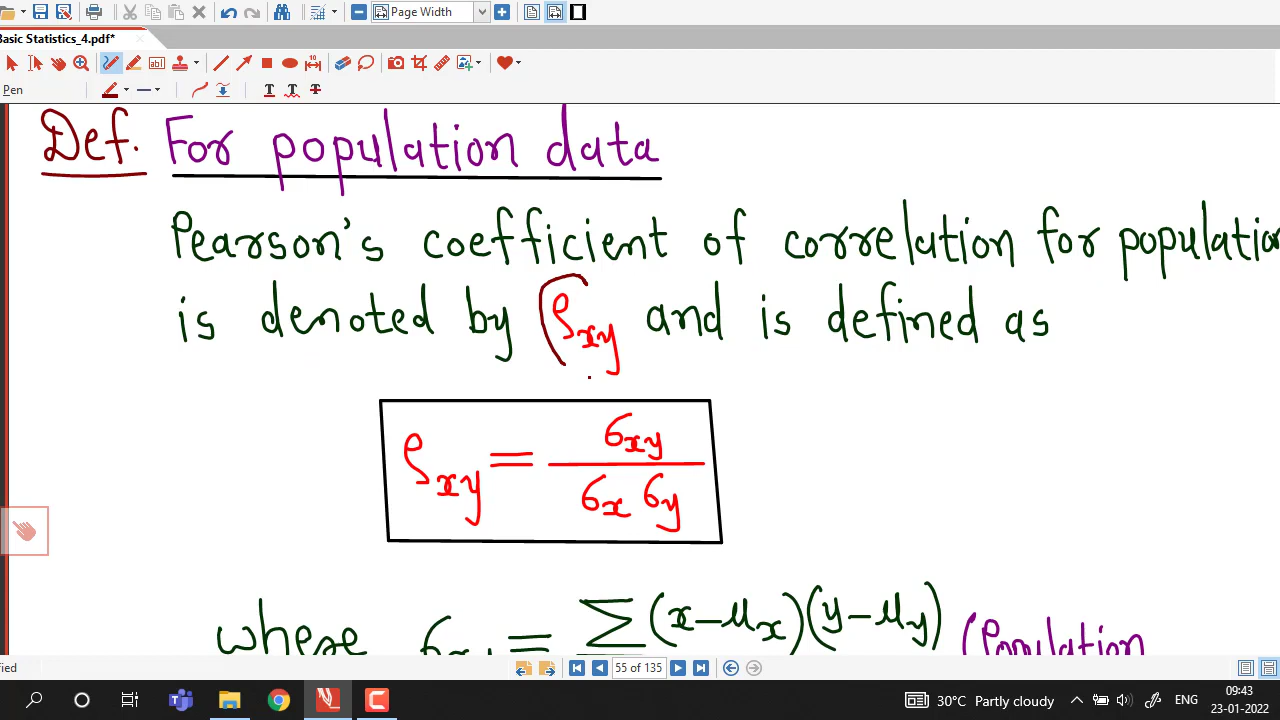 Page Width
Basic Statistics_4.pdf*
Pen
Def. For population data
Pearson's coefficient of correlation for population
is denoted by ρxy and is defined as
ρxy = σxy / σx σy
where σxy = Σ(x-μx)(y-μy) (Population
55 of 135
30°C Partly cloudy
ENG
09:43
23-01-2022